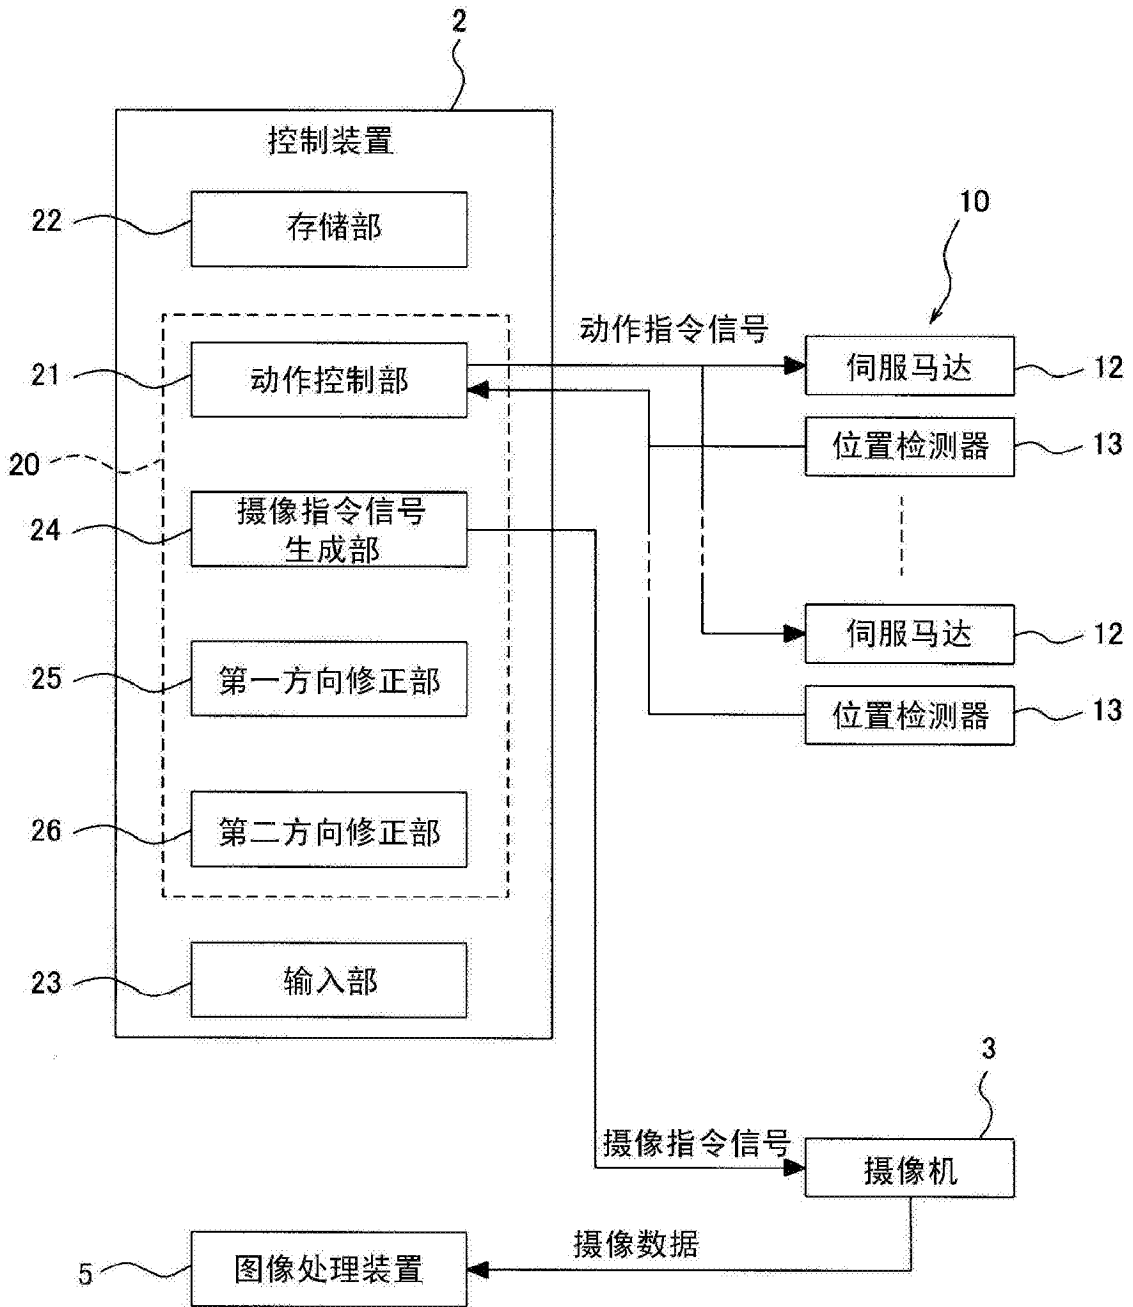 2
控制装置
22
存储部
10
动作指令信号
21
动作控制部
伺服马达
12
位置检测器
13
20
24
摄像指令信号
生成部
伺服马达
12
25
第一方向修正部
位置检测器
13
26
第二方向修正部
23
输入部
3
摄像指令信号
摄像机
摄像数据
5
图像处理装置